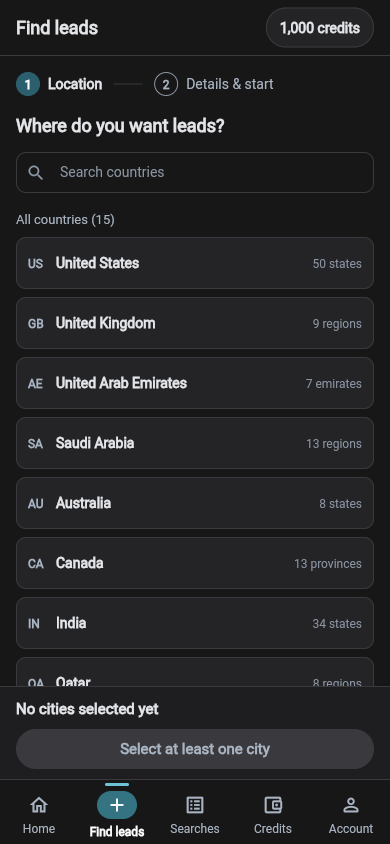 Find leads
1,000 credits
1 Location
2 Details & start
Where do you want leads?
Search countries
All countries (15)
US United States 50 states
GB United Kingdom 9 regions
AE United Arab Emirates 7 emirates
SA Saudi Arabia 13 regions
AU Australia 8 states
CA Canada 13 provinces
IN India 34 states
QA Qatar 8 regions
No cities selected yet
Select at least one city
Home
Find leads
Searches
Credits
Account